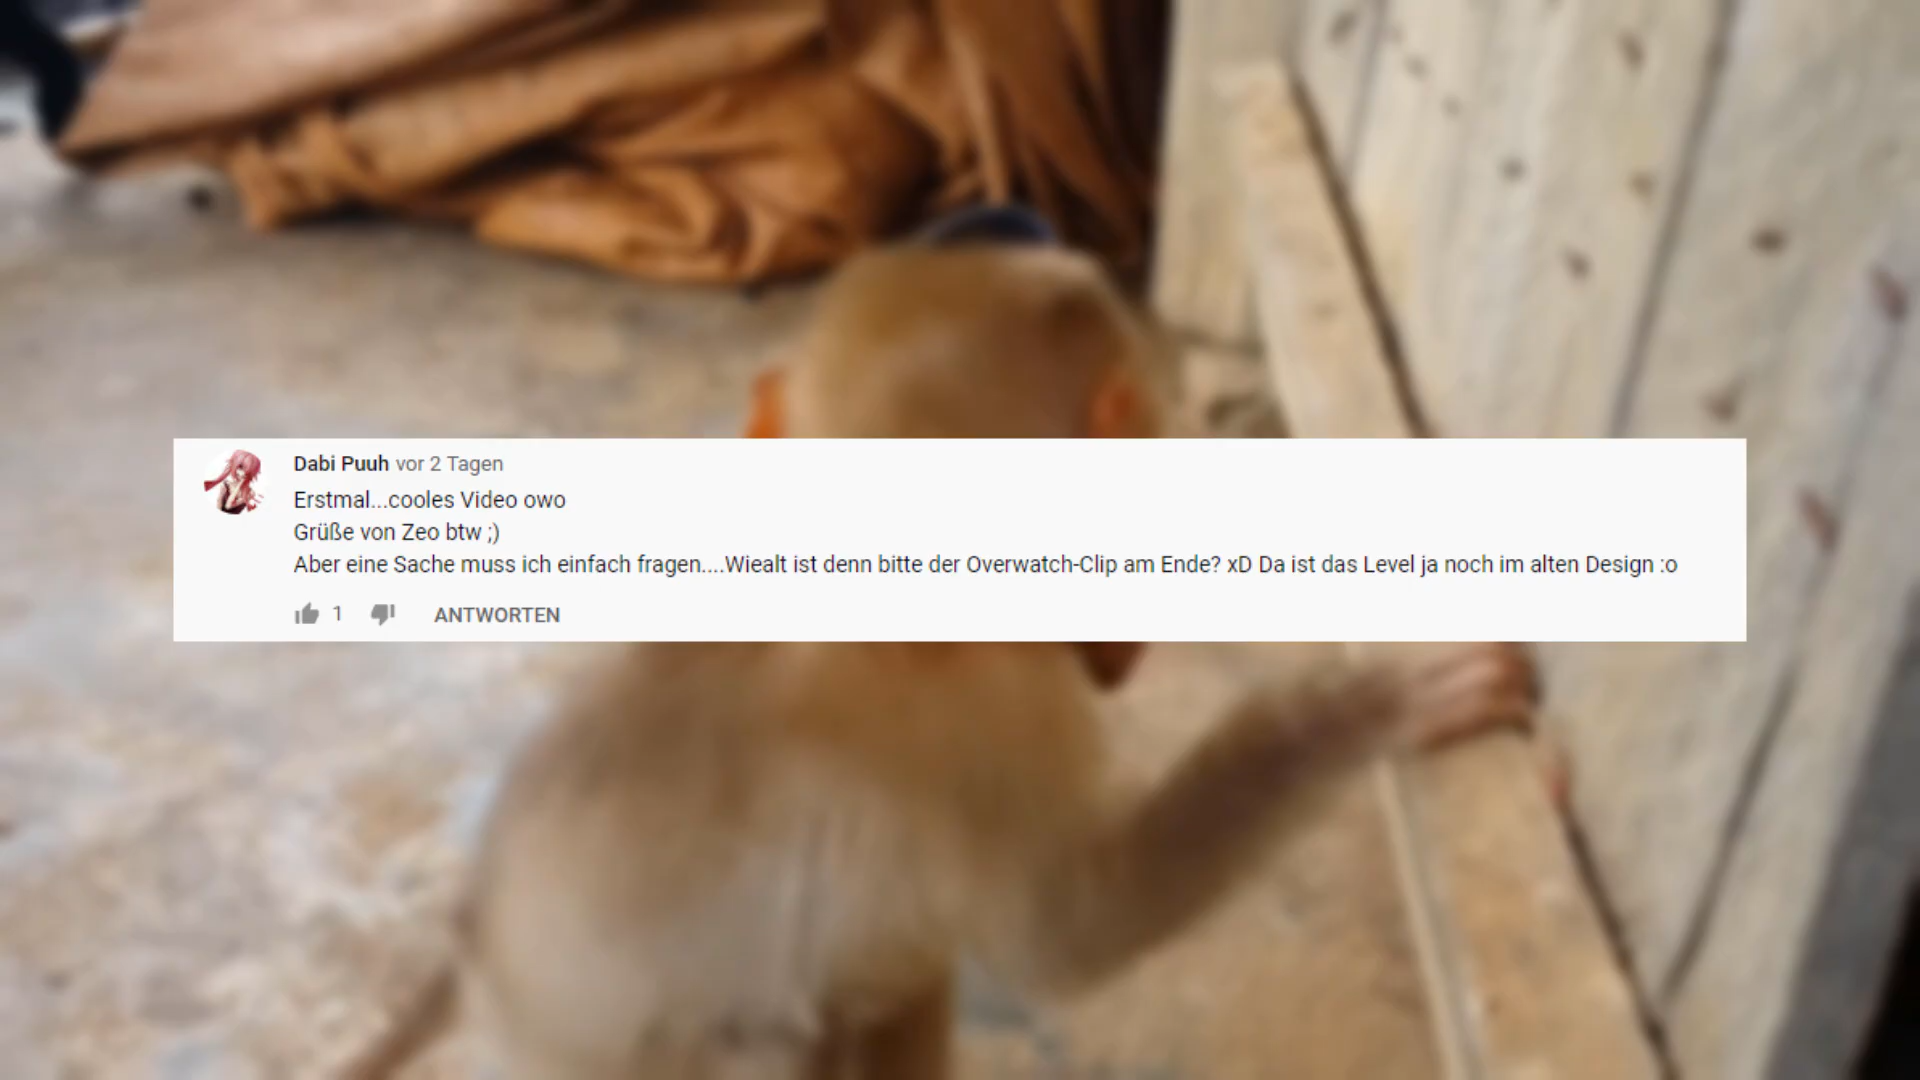 Dabi Puuh vor 2 Tagen
Erstmal...cooles Video owo
Grüße von Zeo btw ;)
Aber eine Sache muss ich einfach fragen....Wiealt ist denn bitte der Overwatch-Clip am Ende? xD Da ist das Level ja noch im alten Design :o
1 ANTWORTEN